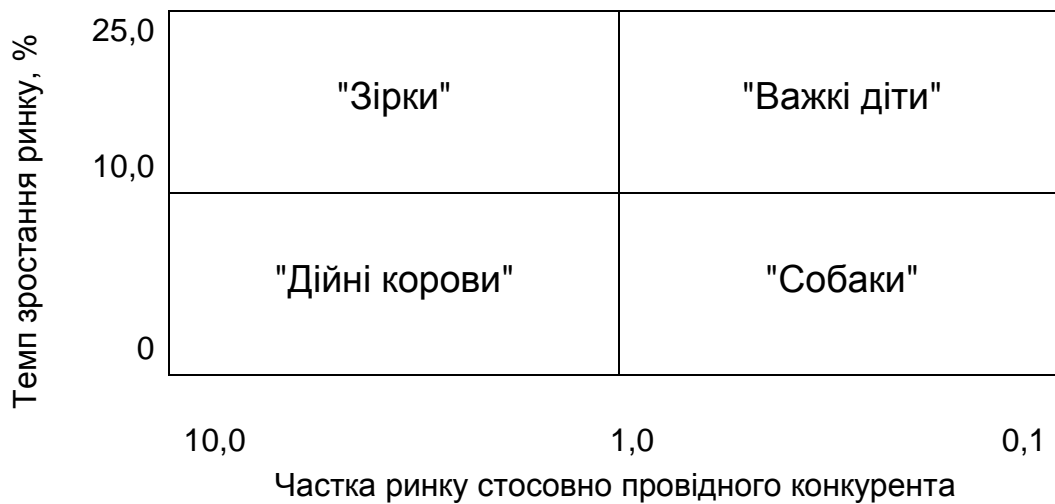 Темп зростання ринку, %
25,0
"Зірки"
"Важкі діти"
10,0
"Дійні корови"
"Собаки"
0
10,0
1,0
0,1
Частка ринку стосовно провідного конкурента